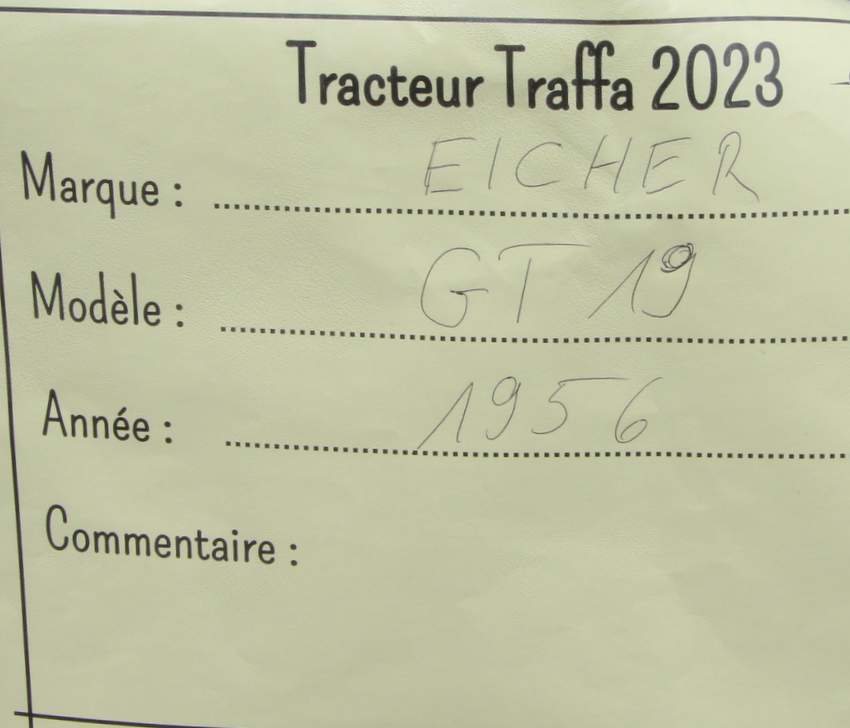 Tracteur Traffa 2023
Marque : EICHER
Modèle : GT 19
Année : 1956
Commentaire :